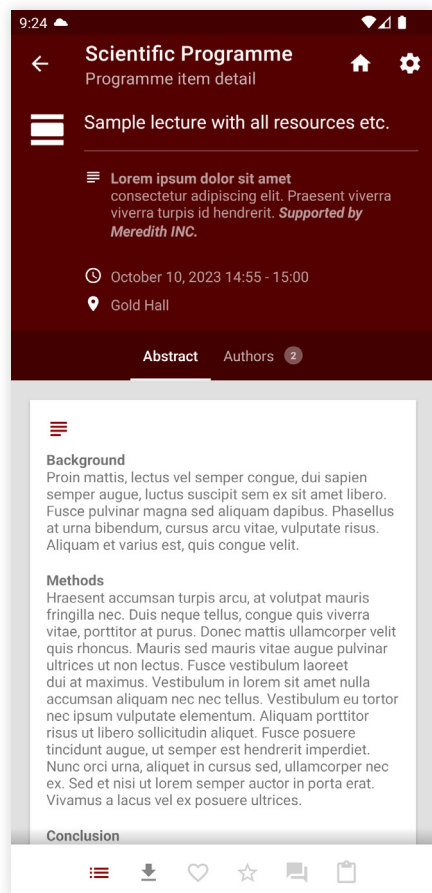 9:24
Scientific Programme
Programme item detail
Sample lecture with all resources etc.
Lorem ipsum dolor sit amet
consectetur adipiscing elit. Praesent viverra
viverra turpis id hendrerit. Supported by
Meredith INC.
October 10, 2023 14:55 - 15:00
Gold Hall
Abstract Authors 2
Background
Proin mattis, lectus vel semper congue, dui sapien
semper augue, luctus suscipit sem ex sit amet libero.
Fusce pulvinar magna sed aliquam dapibus. Phasellus
at urna bibendum, cursus arcu vitae, vulputate risus.
Aliquam et varius est, quis congue velit.
Methods
Hraesent accumsan turpis arcu, at volutpat mauris
fringilla nec. Duis neque tellus, congue quis viverra
vitae, porttitor at purus. Donec mattis ullamcorper velit
quis rhoncus. Mauris sed mauris vitae augue pulvinar
ultrices ut non lectus. Fusce vestibulum laoreet
dui at maximus. Vestibulum in lorem sit amet nulla
accumsan aliquam nec nec tellus. Vestibulum eu tortor
nec ipsum vulputate elementum. Aliquam porttitor
risus ut libero sollicitudin aliquet. Fusce posuere
tincidunt augue, ut semper est hendrerit imperdiet.
Nunc orci urna, aliquet in cursus sed, ullamcorper nec
ex. Sed et nisi ut lorem semper auctor in porta erat.
Vivamus a lacus vel ex posuere ultrices.
Conclusion